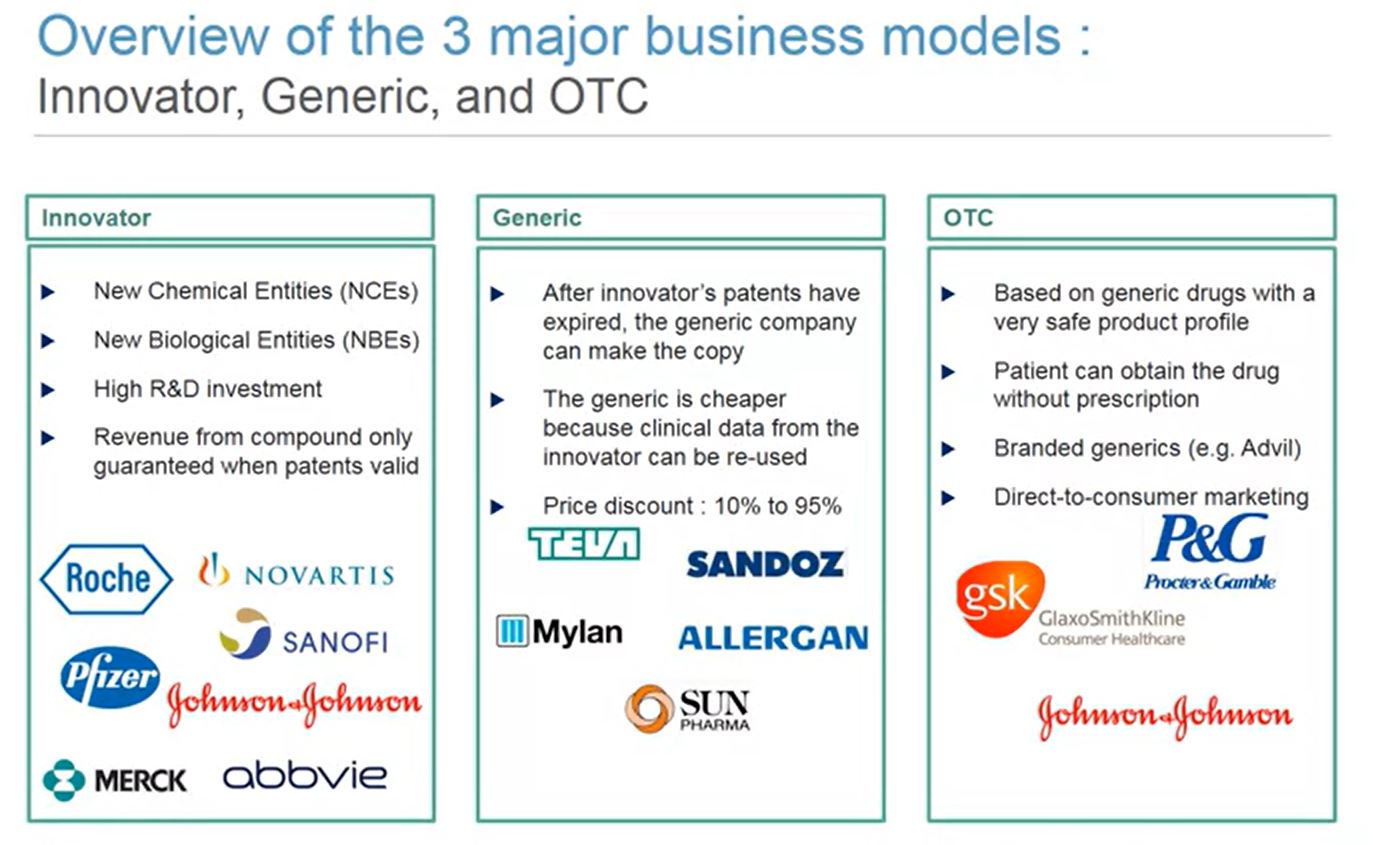 Overview of the 3 major business models :
Innovator, Generic, and OTC
Innovator
New Chemical Entities (NCEs)
New Biological Entities (NBEs)
High R&D investment
Revenue from compound only
guaranteed when patents valid
Roche
NOVARTIS
SANOFI
Pfizer
Johnson&Johnson
MERCK
abbvie
Generic
After innovator's patents have
expired, the generic company
can make the copy
The generic is cheaper
because clinical data from the
innovator can be re-used
Price discount : 10% to 95%
TEVA
SANDOZ
Mylan
ALLERGAN
SUN
PHARMA
OTC
Based on generic drugs with a
very safe product profile
Patient can obtain the drug
without prescription
Branded generics (e.g. Advil)
Direct-to-consumer marketing
P&G
Procter & Gamble
gsk
GlaxoSmithKline
Consumer Healthcare
Johnson&Johnson